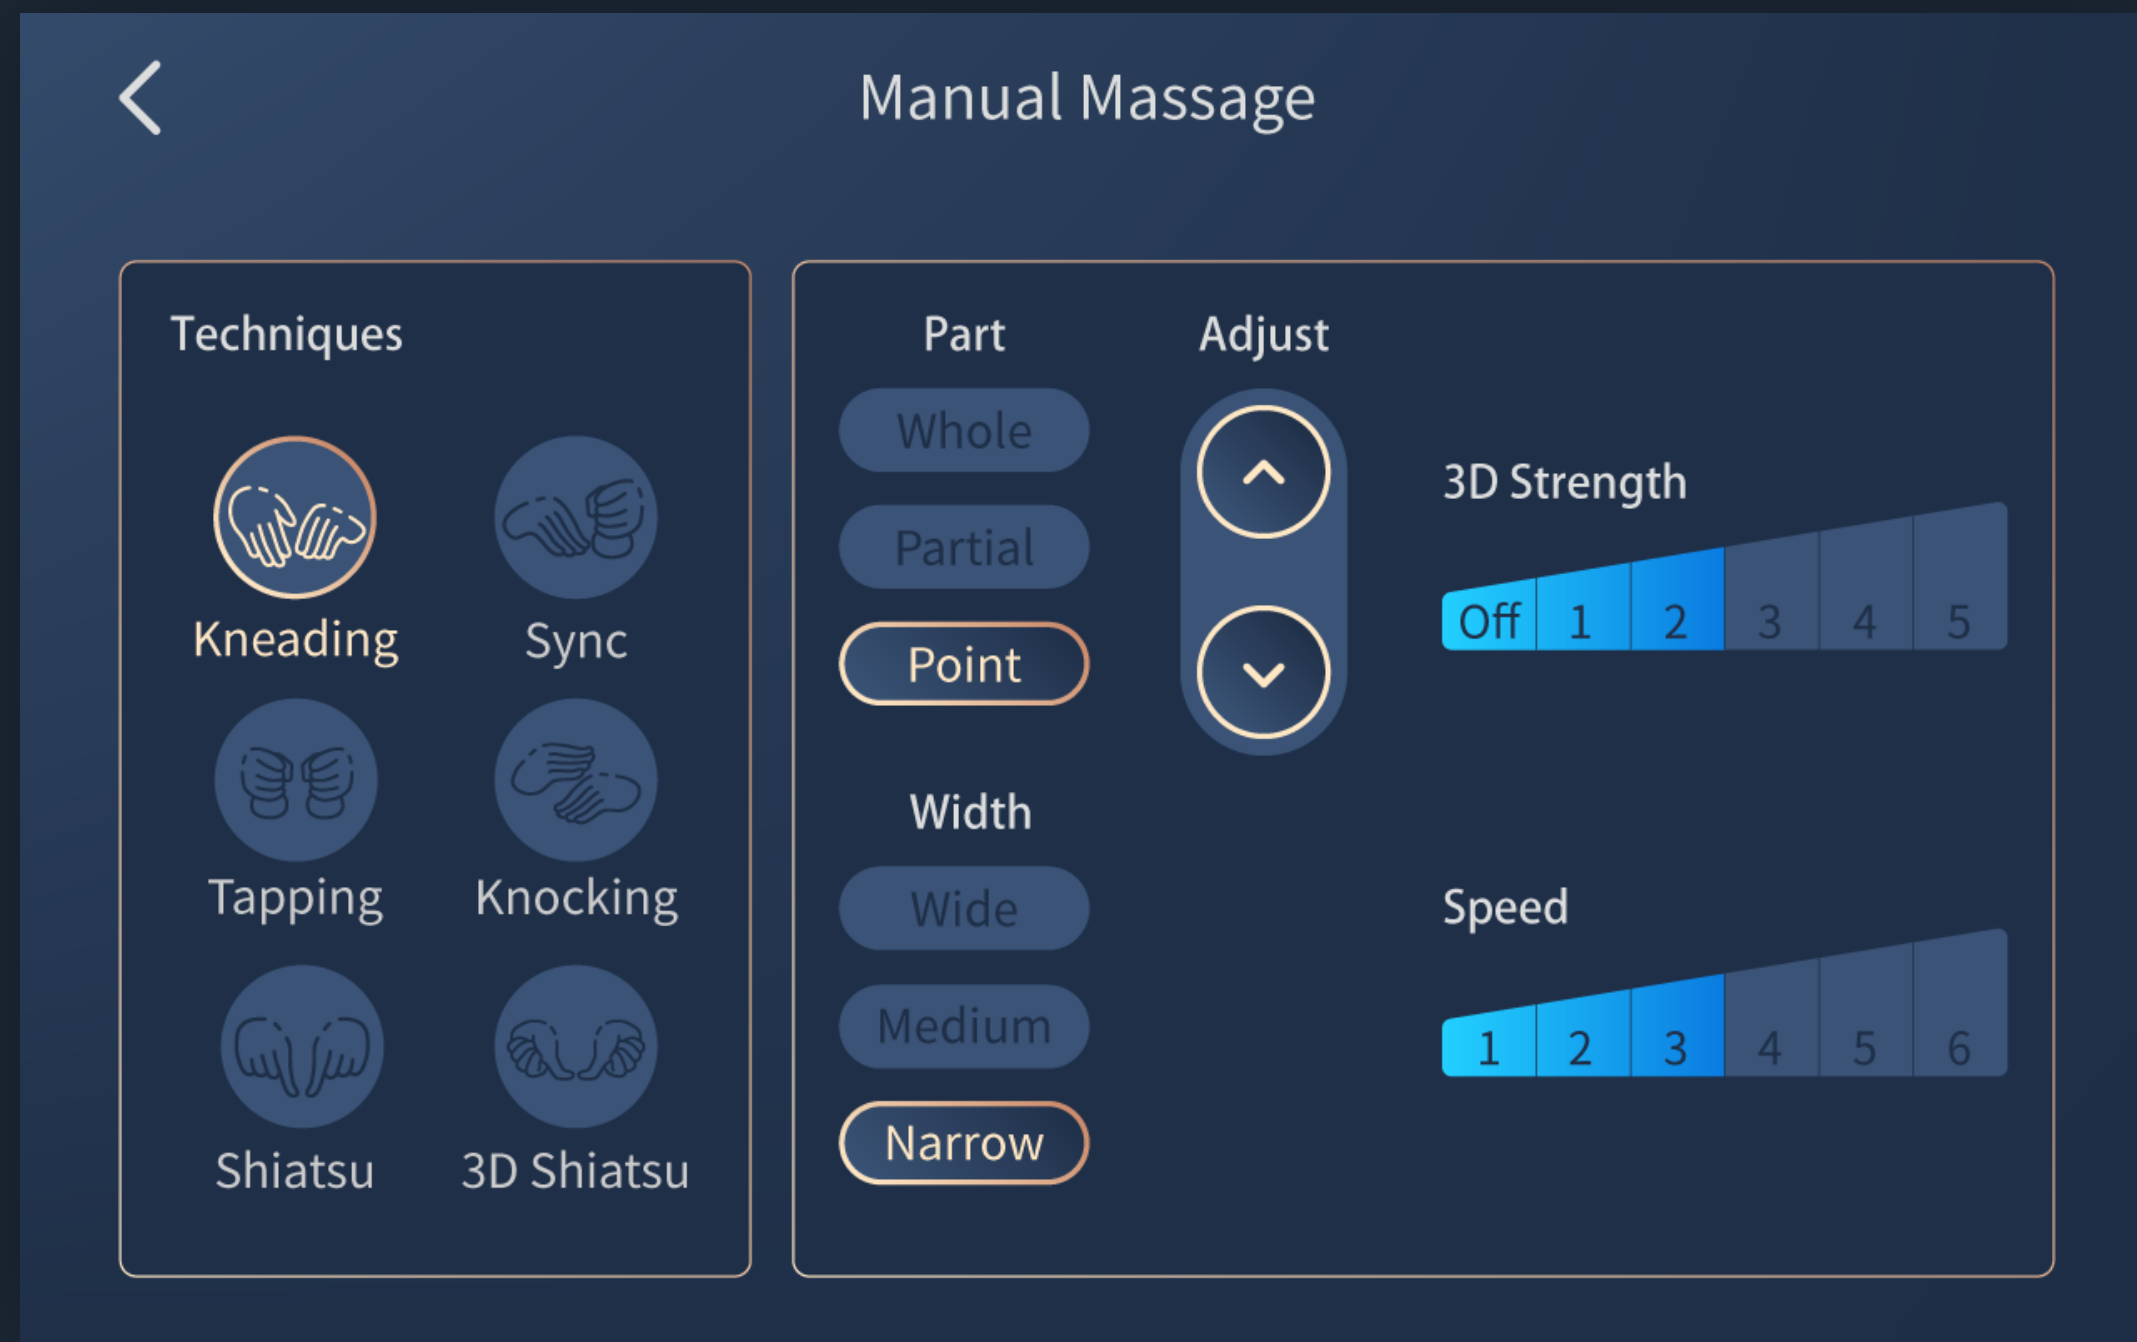 Manual Massage
Techniques
Kneading
Sync
Tapping
Knocking
Shiatsu
3D Shiatsu
Part
Whole
Partial
Point
Width
Wide
Medium
Narrow
Adjust
3D Strength
Off 1 2 3 4 5
Speed
1 2 3 4 5 6